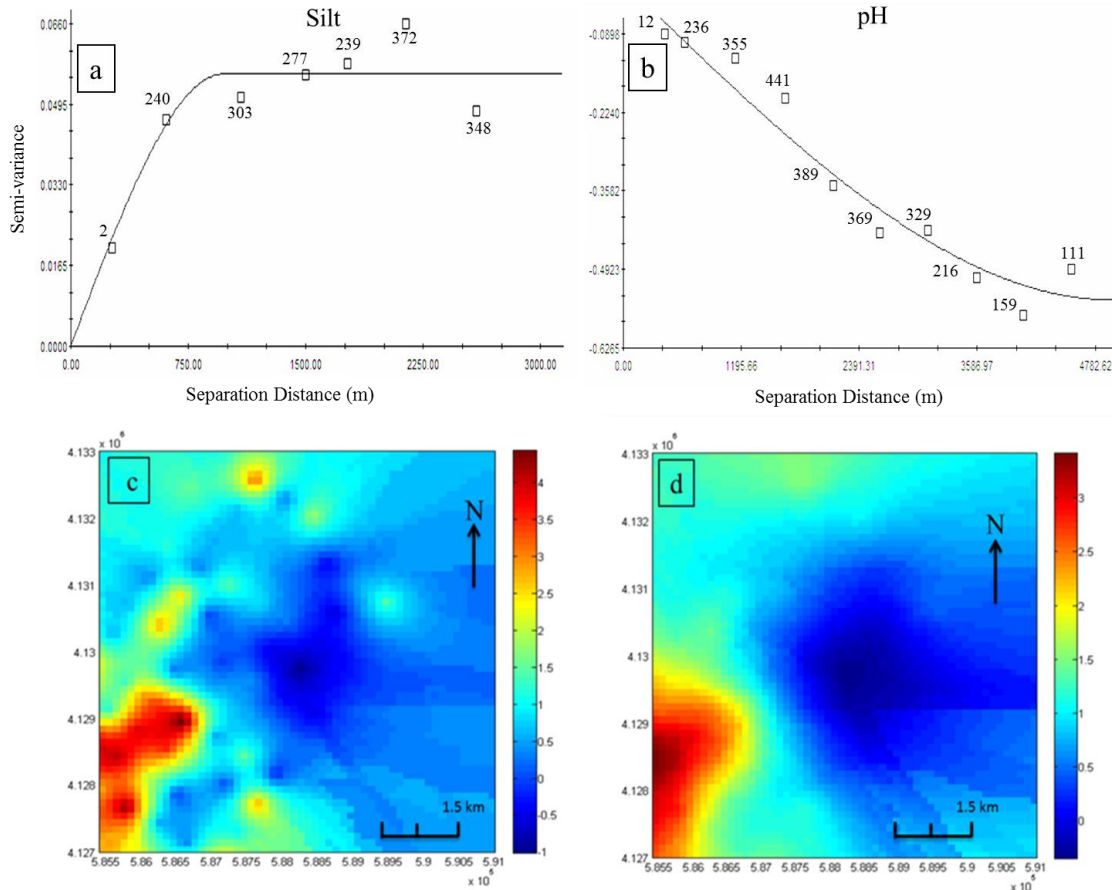 Silt
a
Semi-variance
0.0660
0.0495
0.0330
0.0165
0.0000
2
240
303
277
239
372
348
0.00 750.00 1500.00 2250.00 3000.00
Separation Distance (m)
pH
b
-0.0898
-0.2240
-0.3582
-0.4923
-0.6265
12
236
355
441
389
369
329
216
159
111
0.00 1195.66 2391.31 3586.97 4782.62
Separation Distance (m)
x 10^6
c
N
4.133
4.132
4.131
4.13
4.129
4.128
4.127
1.5 km
5.855 5.86 5.865 5.87 5.875 5.88 5.885 5.89 5.895 5.9 5.905 5.91
x 10^5
4
3.5
3
2.5
2
1.5
1
0.5
0
-0.5
-1
x 10^6
d
N
4.133
4.132
4.131
4.13
4.129
4.128
4.127
1.5 km
5.855 5.86 5.865 5.87 5.875 5.88 5.885 5.89 5.895 5.9 5.905 5.91
x 10^5
3
2.5
2
1.5
1
0.5
0